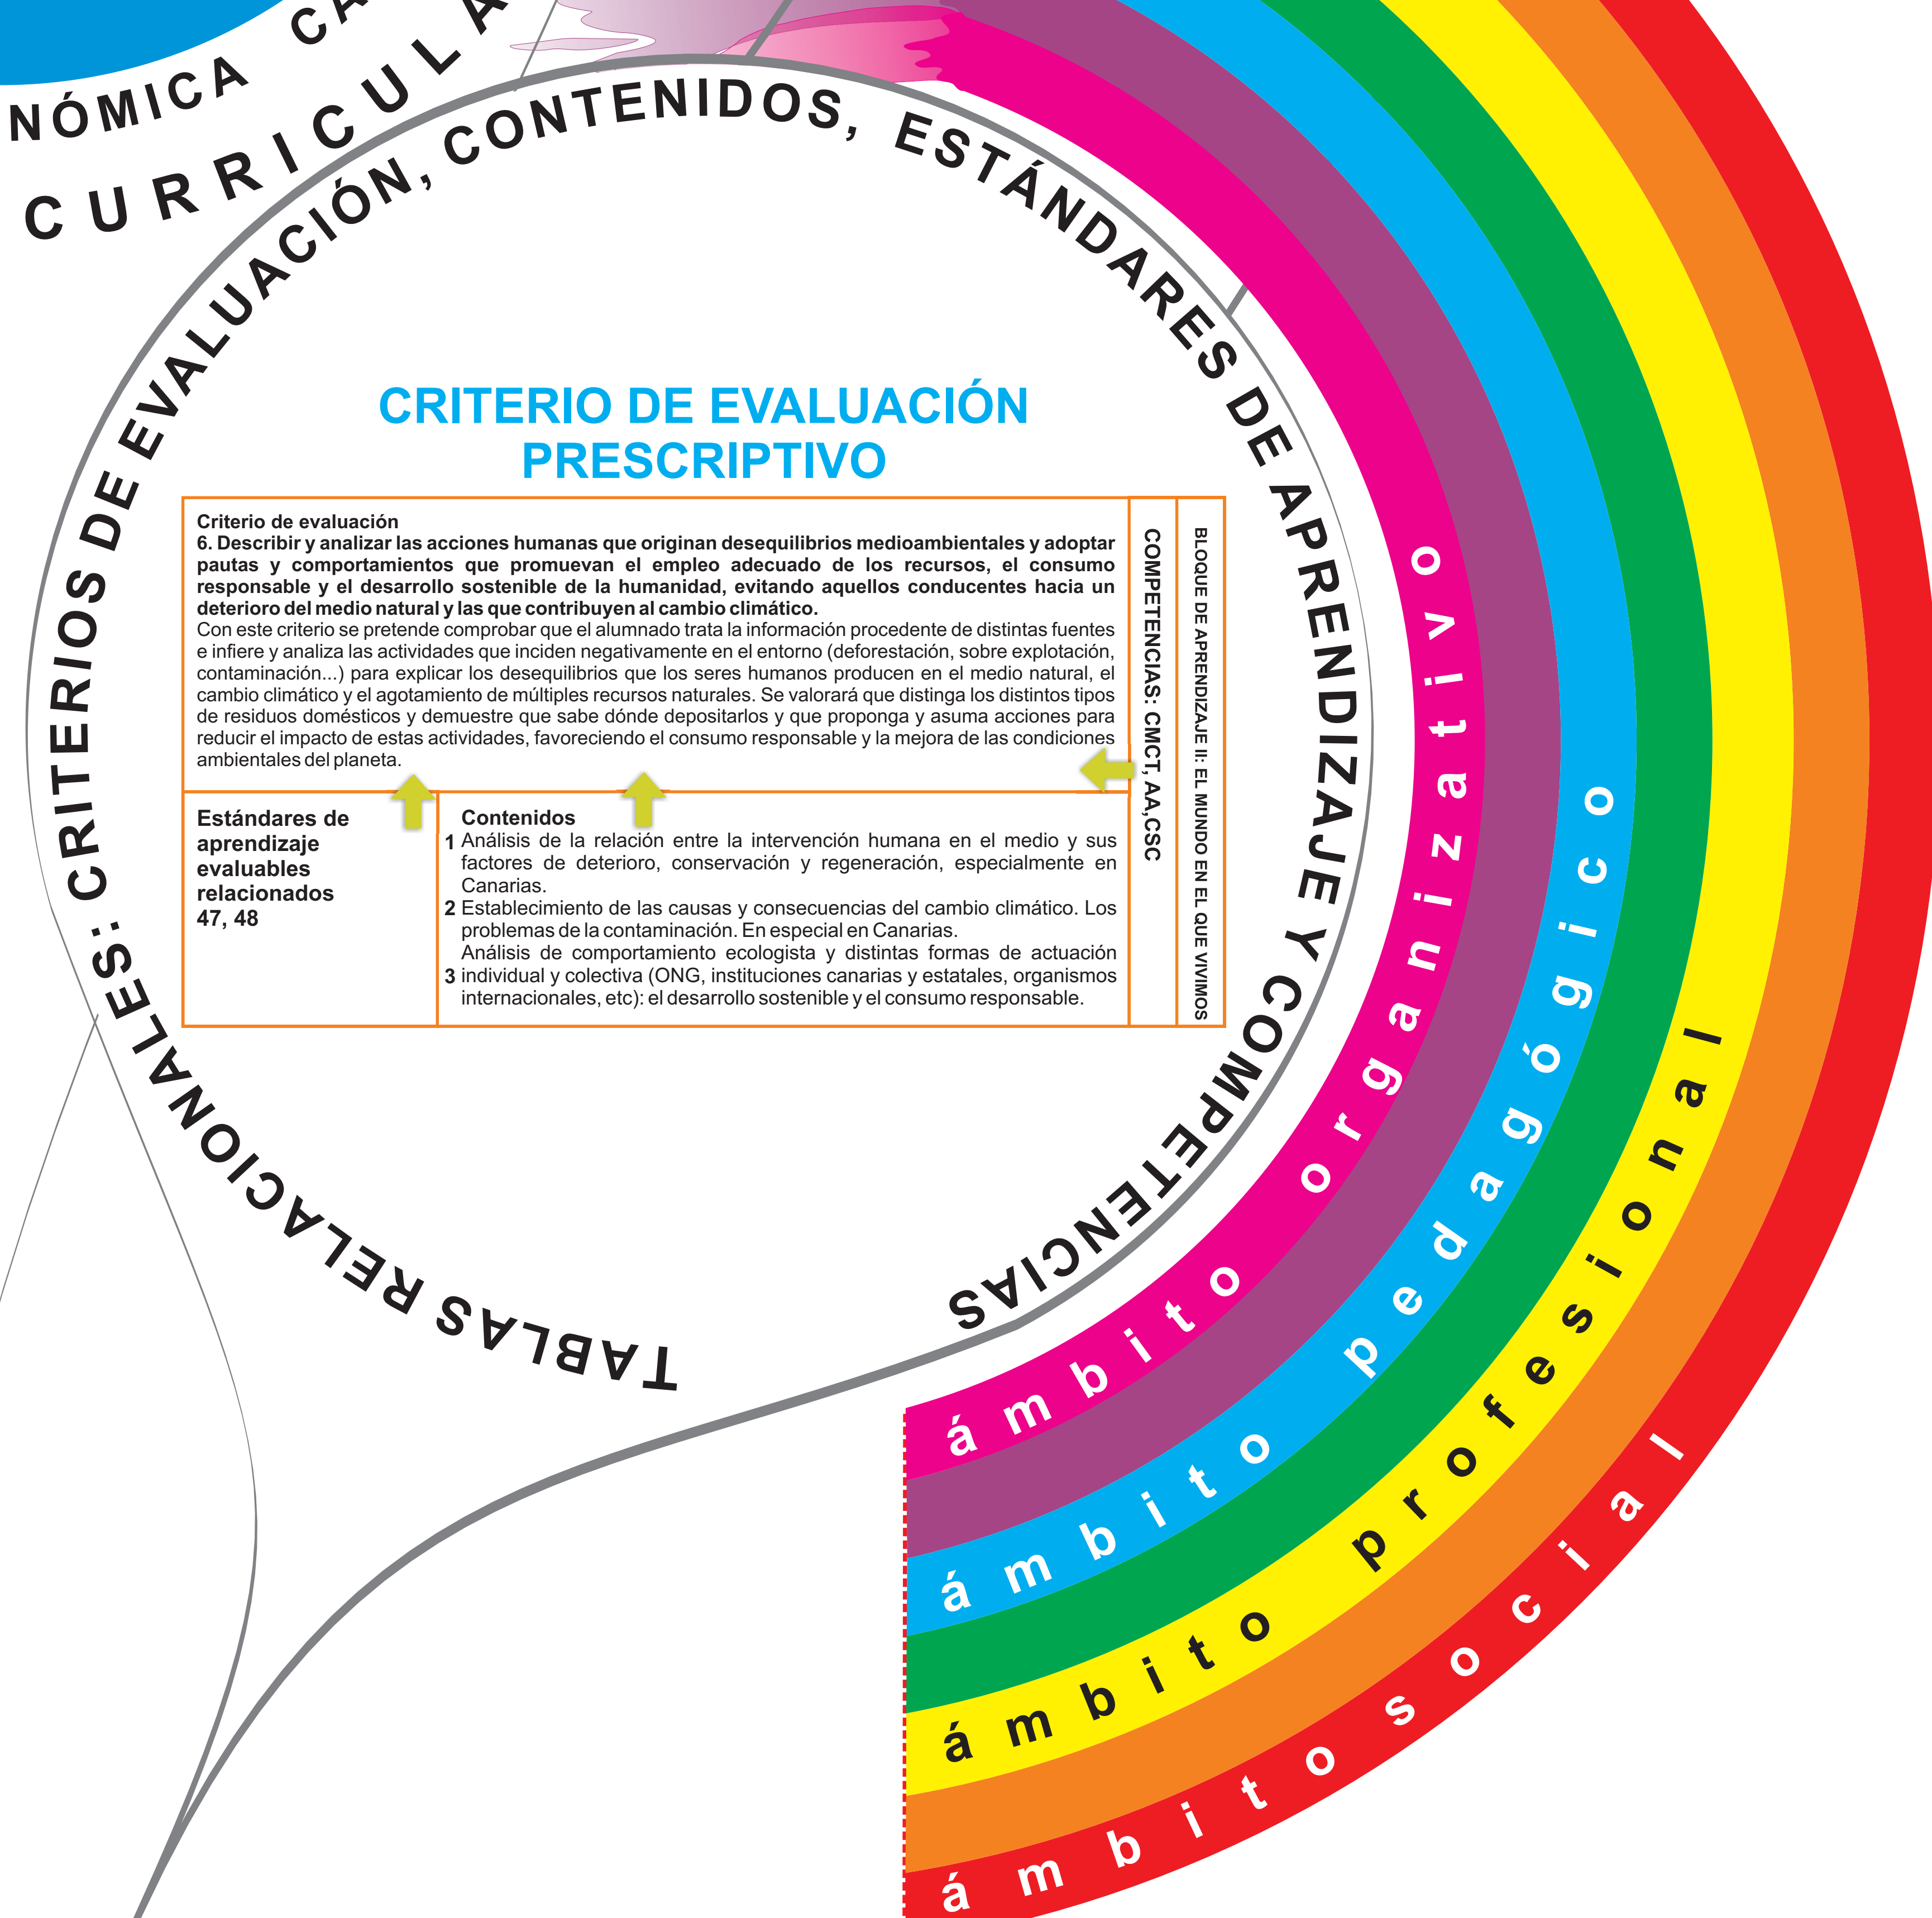 NÓMICA CA
CURRICULA
TABLAS RELACIONALES: CRITERIOS DE EVALUACIÓN, CONTENIDOS, ESTÁNDARES DE APRENDIZAJE Y COMPETENCIAS
CRITERIO DE EVALUACIÓN
PRESCRIPTIVO
Criterio de evaluación
6. Describir y analizar las acciones humanas que originan desequilibrios medioambientales y adoptar
pautas y comportamientos que promuevan el empleo adecuado de los recursos, el consumo
responsable y el desarrollo sostenible de la humanidad, evitando aquellos conducentes hacia un
deterioro del medio natural y las que contribuyen al cambio climático.
Con este criterio se pretende comprobar que el alumnado trata la información procedente de distintas fuentes
e infiere y analiza las actividades que inciden negativamente en el entorno (deforestación, sobre explotación,
contaminación...) para explicar los desequilibrios que los seres humanos producen en el medio natural, el
cambio climático y el agotamiento de múltiples recursos naturales. Se valorará que distinga los distintos tipos
de residuos domésticos y demuestre que sabe dónde depositarlos y que proponga y asuma acciones para
reducir el impacto de estas actividades, favoreciendo el consumo responsable y la mejora de las condiciones
ambientales del planeta.
Estándares de
aprendizaje
evaluables
relacionados
47, 48
Contenidos
1 Análisis de la relación entre la intervención humana en el medio y sus
factores de deterioro, conservación y regeneración, especialmente en
Canarias.
2 Establecimiento de las causas y consecuencias del cambio climático. Los
problemas de la contaminación. En especial en Canarias.
Análisis de comportamiento ecologista y distintas formas de actuación
3 individual y colectiva (ONG, instituciones canarias y estatales, organismos
internacionales, etc): el desarrollo sostenible y el consumo responsable.
COMPETENCIAS: CMCT, AA,CSC
BLOQUE DE APRENDIZAJE II: EL MUNDO EN EL QUE VIVIMOS
ámbito organizativo
ámbito pedagógico
ámbito profesional
ámbito social